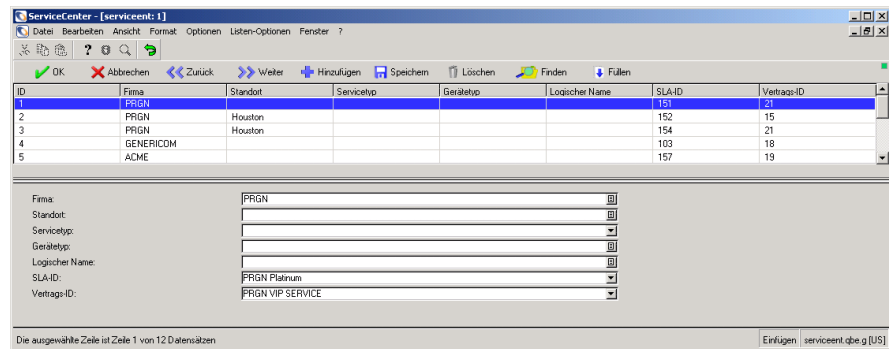 ServiceCenter - [serviceent: 1]
Datei Bearbeiten Ansicht Format Optionen Listen-Optionen Fenster ?
OK Abbrechen Zurück Weiter Hinzufügen Speichern Löschen Finden Füllen
ID Firma Standort Servicetyp Gerätetyp Logischer Name SLA-ID Vertrags-ID
1 PRGN 151 21
2 PRGN Houston 152 15
3 PRGN Houston 154 21
4 GENERICOM 103 18
5 ACME 157 19
Firma: PRGN
Standort:
Servicetyp:
Gerätetyp:
Logischer Name:
SLA-ID: PRGN Platinum
Vertrags-ID: PRGN VIP SERVICE
Die ausgewählte Zeile ist Zeile 1 von 12 Datensätzen Einfügen serviceent.qbe.g [US]